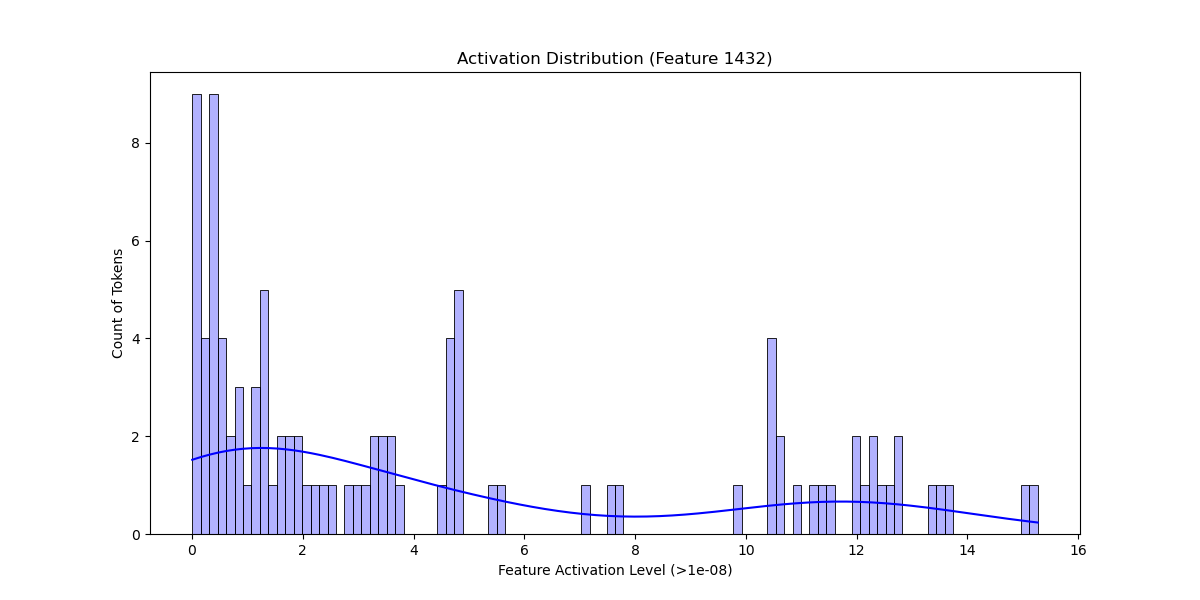 Activation Distribution (Feature 1432)
Count of Tokens
8
6
4
2
0
0 2 4 6 8 10 12 14 16
Feature Activation Level (>1e-08)